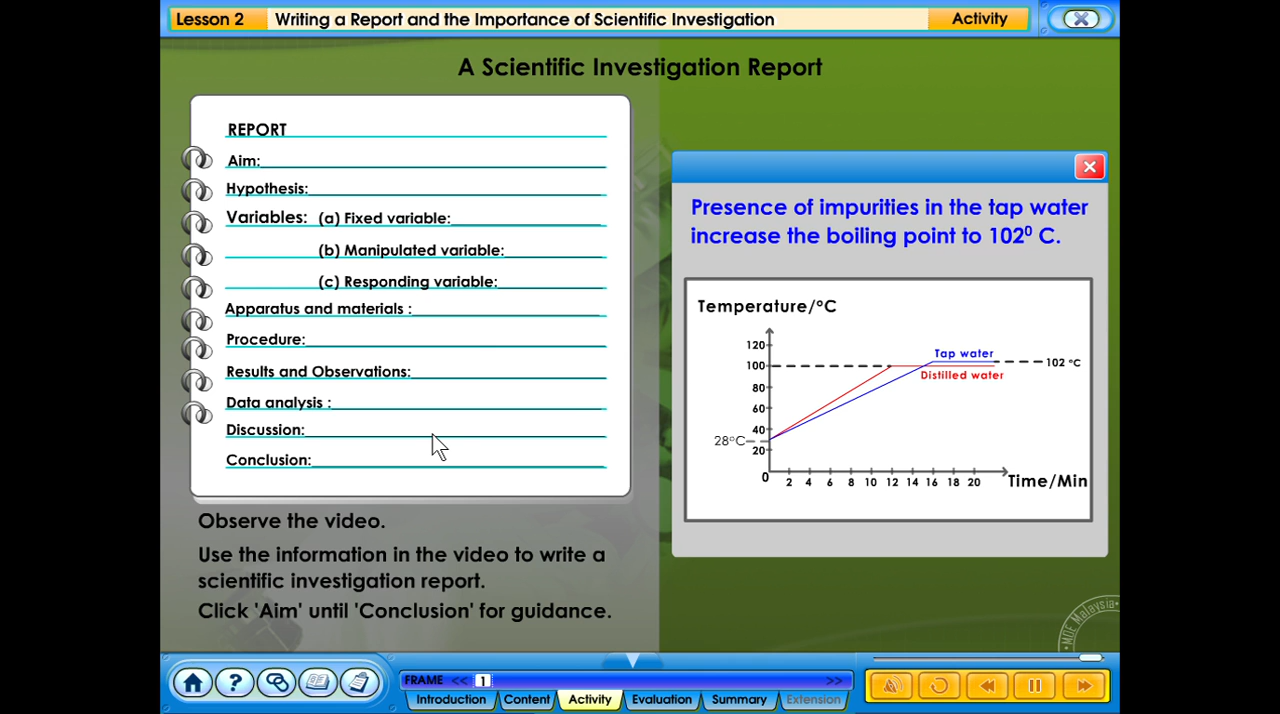 Lesson 2
Writing a Report and the Importance of Scientific Investigation
Activity
A Scientific Investigation Report
REPORT
Aim:
Hypothesis:
Variables: (a) Fixed variable:
(b) Manipulated variable:
(c) Responding variable:
Apparatus and materials :
Procedure:
Results and Observations:
Data analysis :
Discussion:
Conclusion:
Observe the video.
Use the information in the video to write a
scientific investigation report.
Click 'Aim' until 'Conclusion' for guidance.
Presence of impurities in the tap water
increase the boiling point to 102⁰ C.
Temperature/°C
120
100
80
60
40
28°C
20
0
2 4 6 8 10 12 14 16 18 20
Time/Min
Tap water
102 °C
Distilled water
MOE Malaysia
?
FRAME << 1 >>
Introduction Content Activity Evaluation Summary Extension